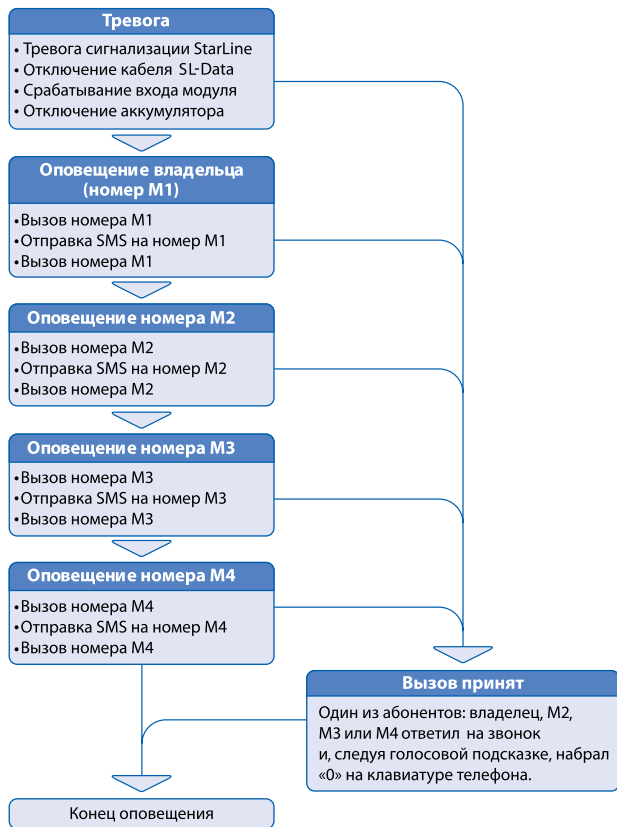 Тревога
• Тревога сигнализации StarLine
• Отключение кабеля SL-Data
• Срабатывание входа модуля
• Отключение аккумулятора
Оповещение владельца
(номер М1)
• Вызов номера М1
• Отправка SMS на номер М1
• Вызов номера М1
Оповещение номера М2
• Вызов номера М2
• Отправка SMS на номер М2
• Вызов номера М2
Оповещение номера М3
• Вызов номера М3
• Отправка SMS на номер М3
• Вызов номера М3
Оповещение номера М4
• Вызов номера М4
• Отправка SMS на номер М4
• Вызов номера М4
Вызов принят
Один из абонентов: владелец, М2,
М3 или М4 ответил на звонок
и, следуя голосовой подсказке, набрал
«0» на клавиатуре телефона.
Конец оповещения